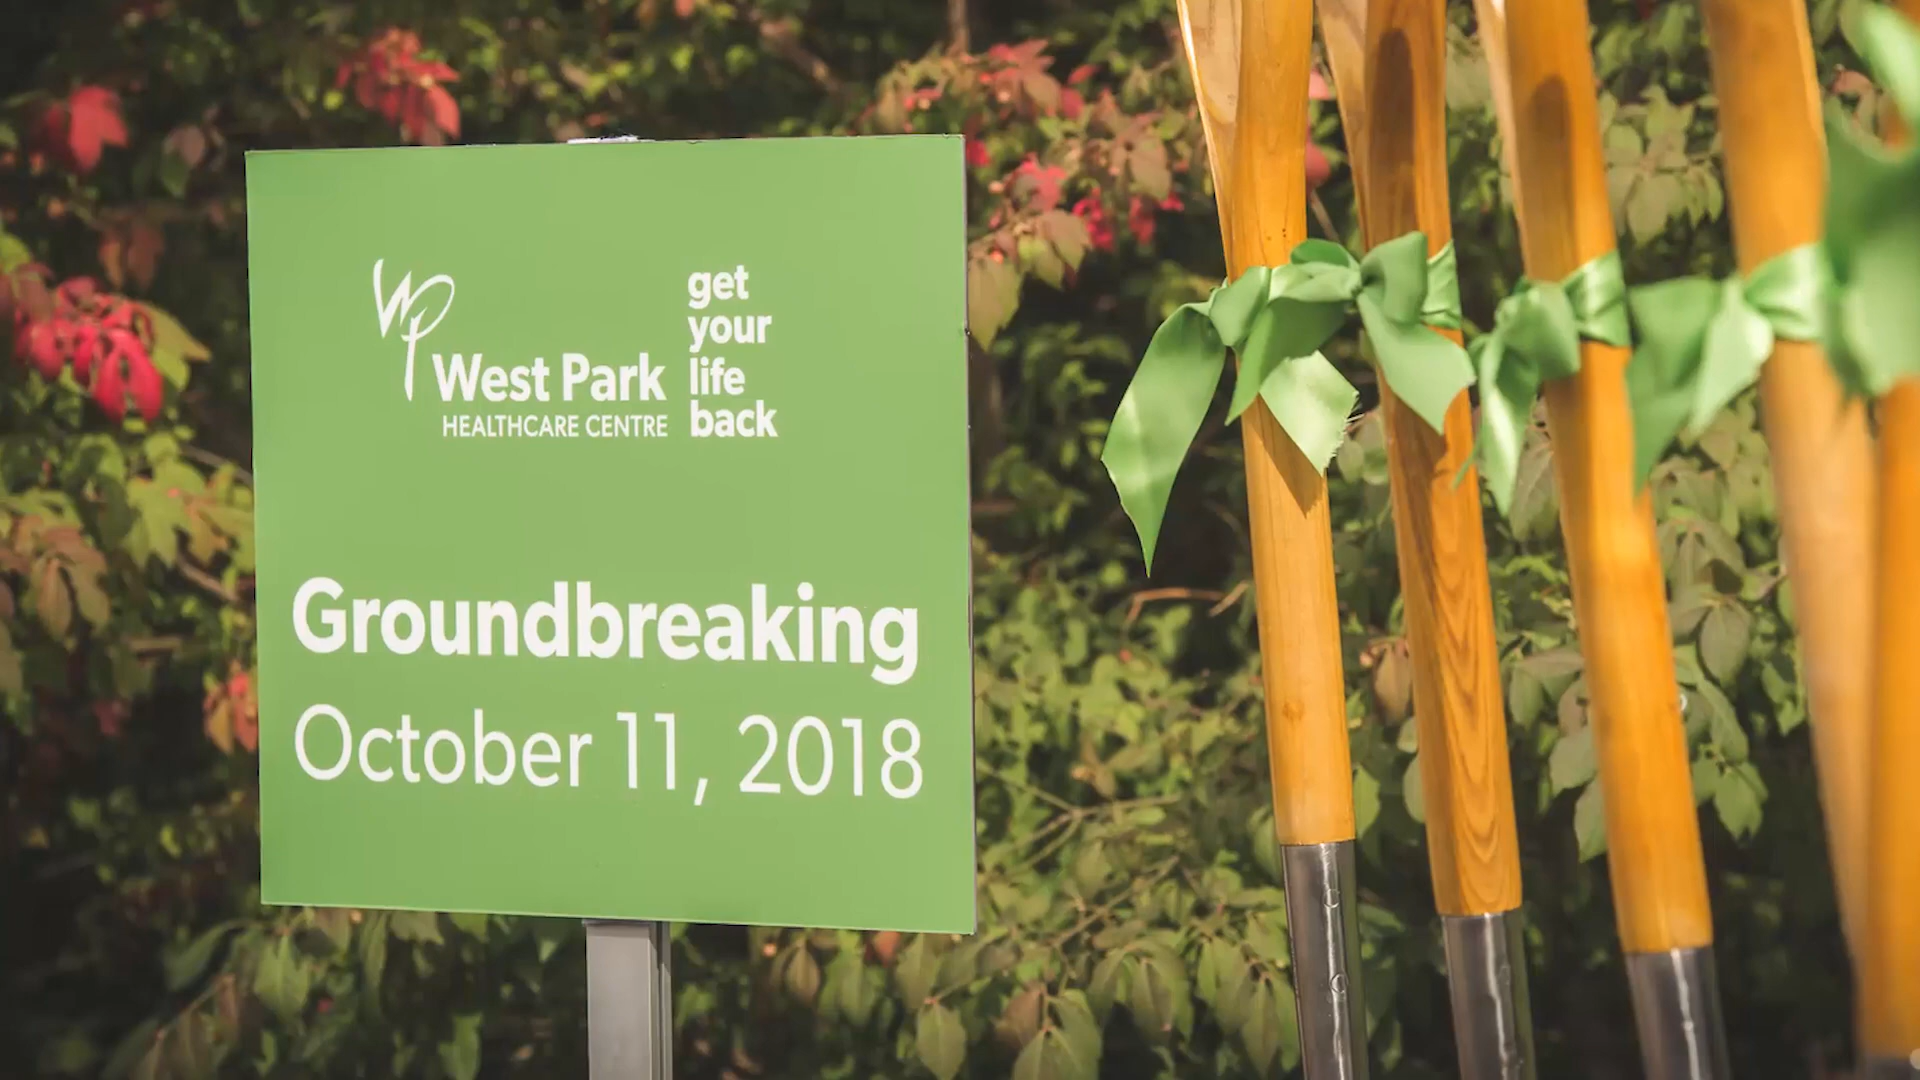 WP
West Park
HEALTHCARE CENTRE
get
your
life
back
Groundbreaking
October 11, 2018